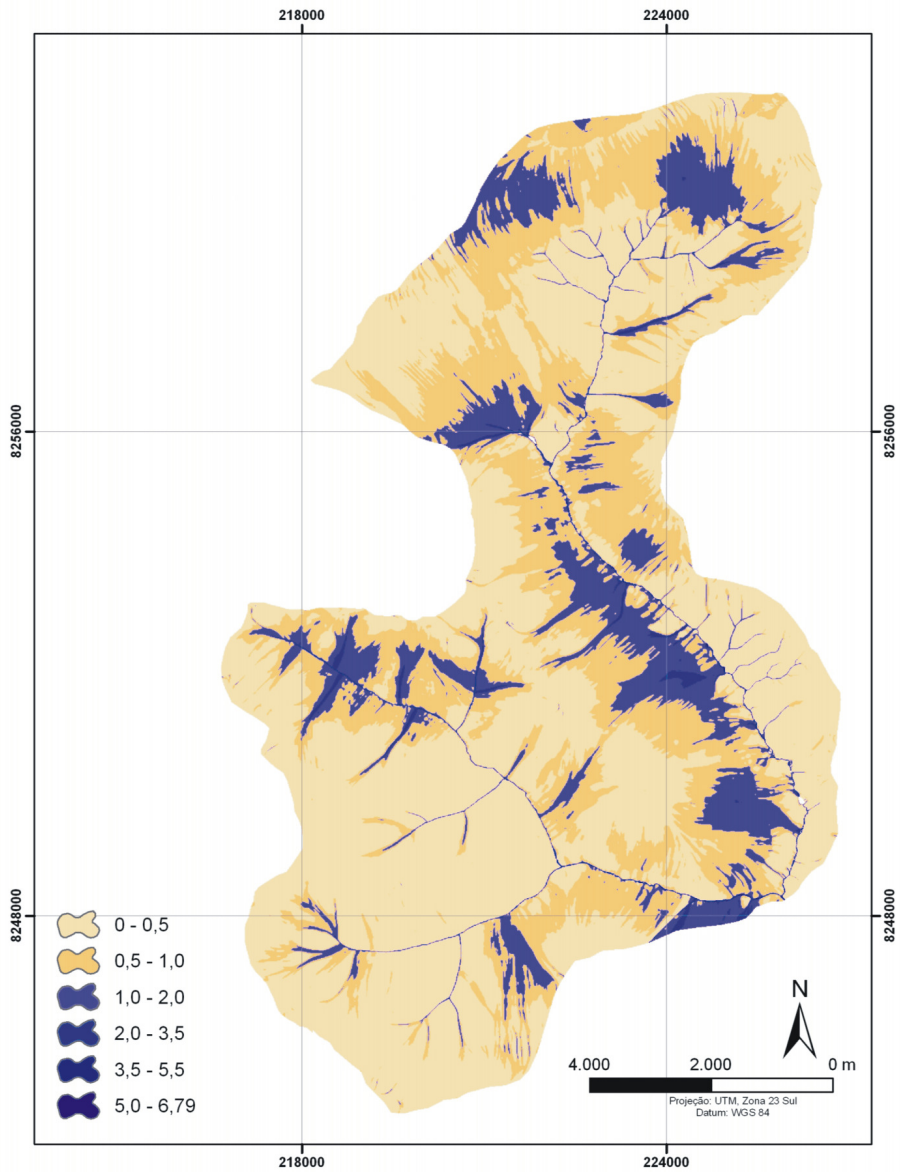 218000
224000
8256000
8256000
8248000
8248000
0 - 0,5
0,5 - 1,0
1,0 - 2,0
2,0 - 3,5
3,5 - 5,5
5,0 - 6,79
N
4.000 2.000 0 m
Projeção: UTM, Zona 23 Sul
Datum: WGS 84
218000
224000